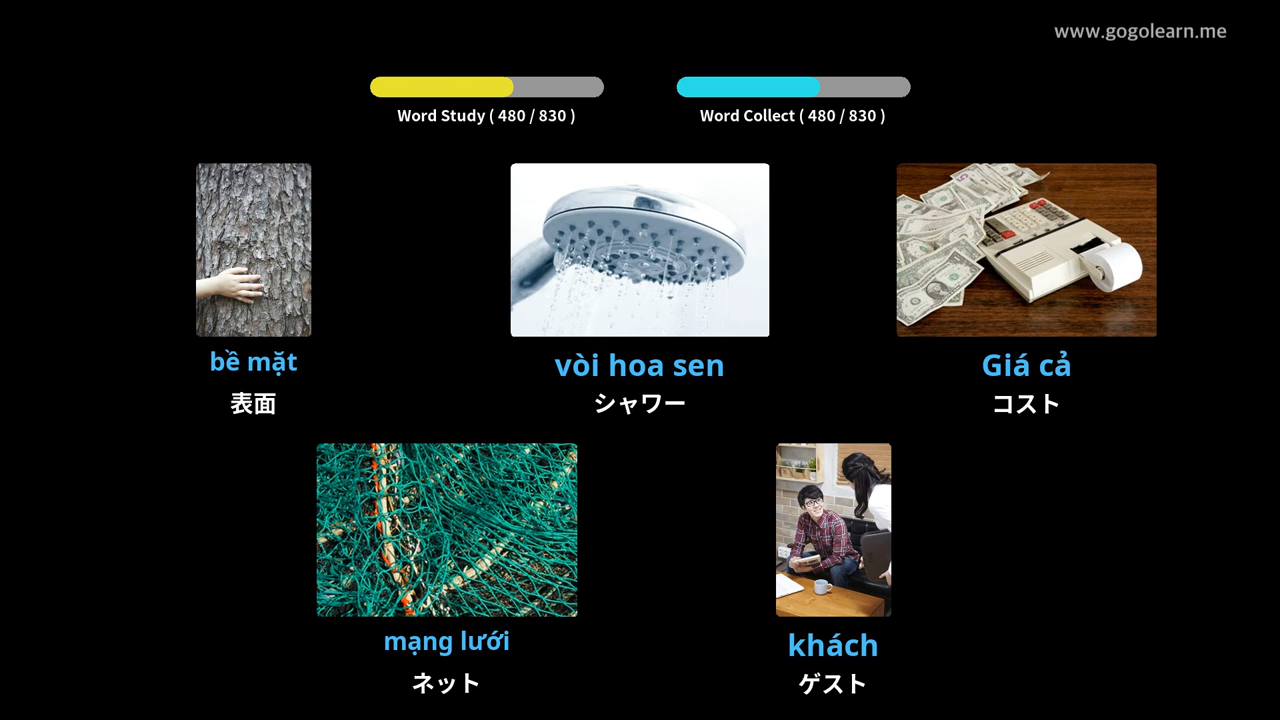 www.gogolearn.me
Word Study ( 480 / 830 )
Word Collect ( 480 / 830 )
bề mặt
表面
vòi hoa sen
シャワー
Giá cả
コスト
mạng lưới
ネット
khách
ゲスト